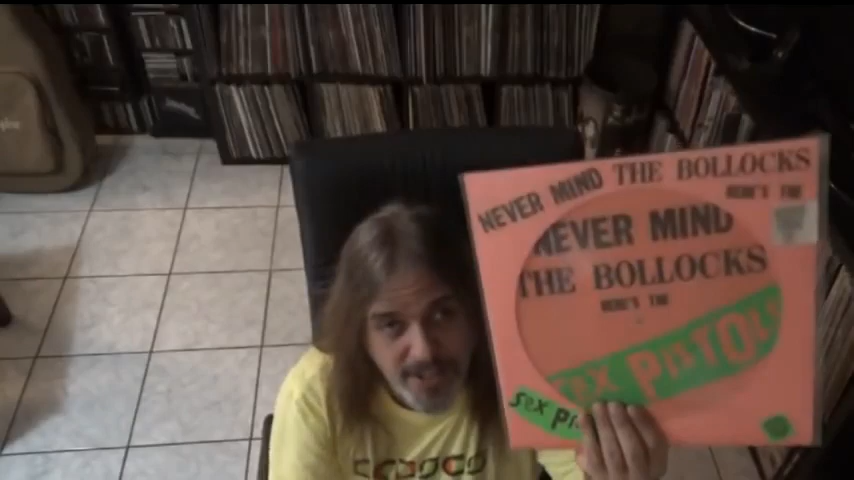 NEVER MIND THE BOLLOCKS
HERE'S THE
NEVER MIND
THE BOLLOCKS
HERE'S THE
SEX PISTOLS
SEX PI